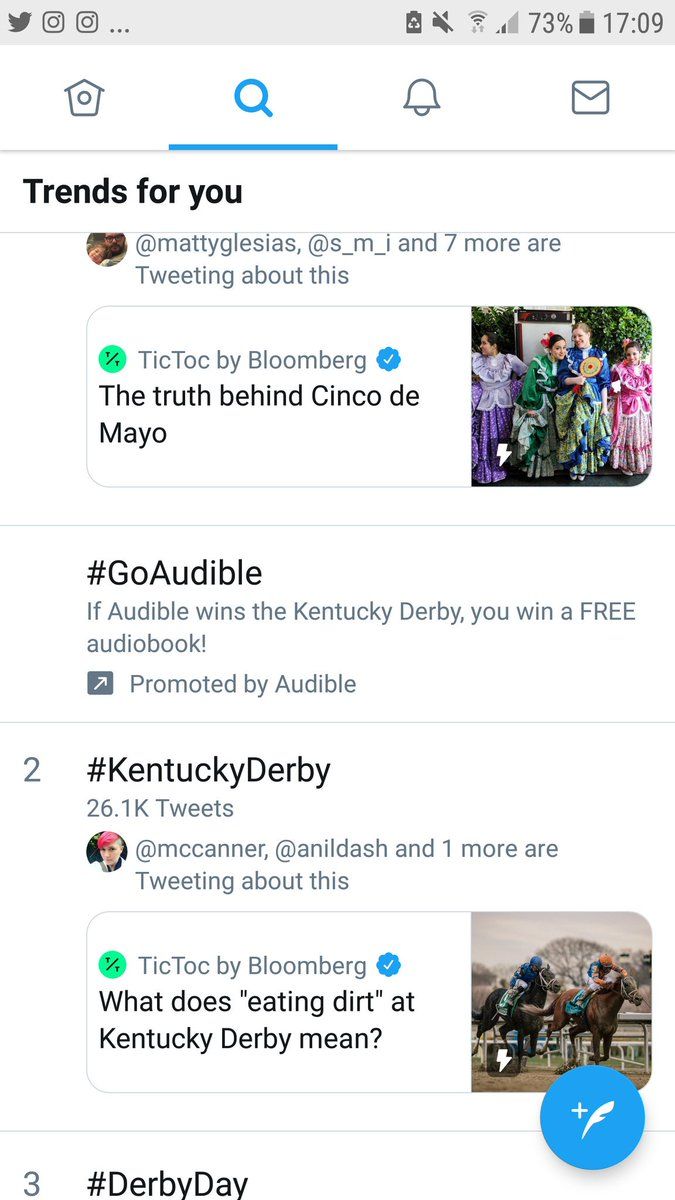 ... 73% 17:09
Trends for you
@mattyglesias, @s_m_i and 7 more are
Tweeting about this
TicToc by Bloomberg
The truth behind Cinco de
Mayo
#GoAudible
If Audible wins the Kentucky Derby, you win a FREE
audiobook!
Promoted by Audible
2 #KentuckyDerby
26.1K Tweets
@mccanner, @anildash and 1 more are
Tweeting about this
TicToc by Bloomberg
What does "eating dirt" at
Kentucky Derby mean?
3 #DerbyDay